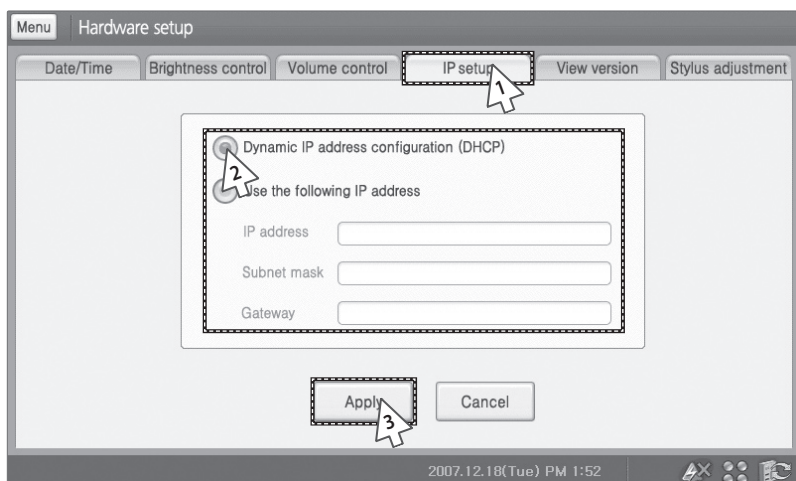 Menu Hardware setup
Date/Time Brightness control Volume control IP setup View version Stylus adjustment
1
Dynamic IP address configuration (DHCP)
2
Use the following IP address
IP address
Subnet mask
Gateway
Apply Cancel
3
2007.12.18(Tue) PM 1:52